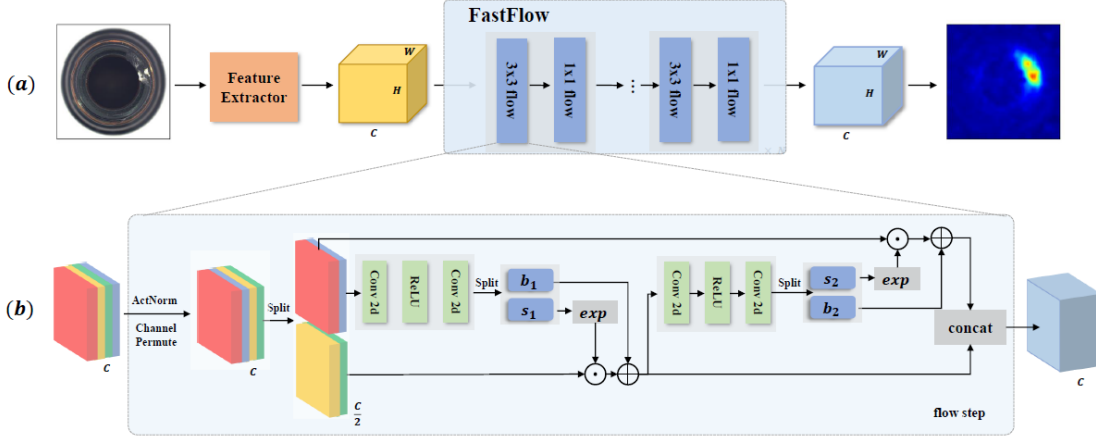 FastFlow
(a)
Feature
Extractor
W
H
C
3x3 flow
1x1 flow
...
3x3 flow
1x1 flow
W
H
C
(b)
C
ActNorm
Channel
Permute
C
Split
C
2
Conv 2d
ReLU
Conv 2d
Split
b₁
s₁
exp
Conv 2d
ReLU
Conv 2d
Split
s₂
b₂
exp
concat
C
flow step